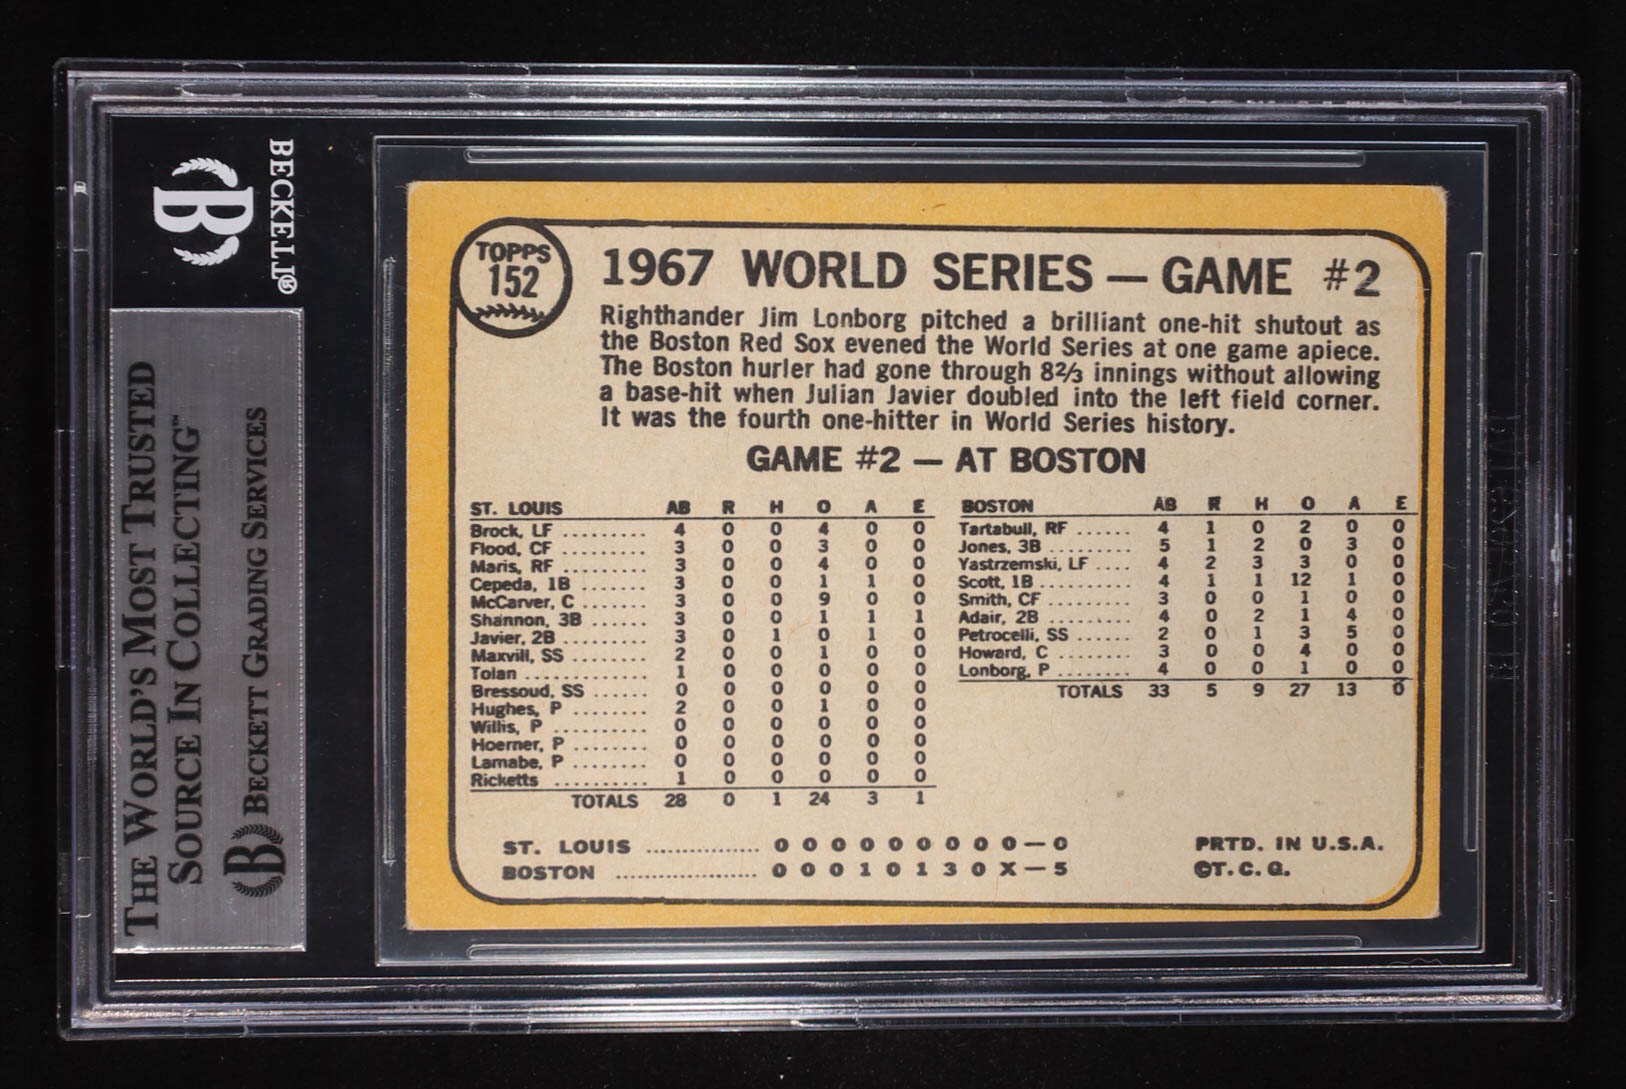 BECKETT®
B
THE WORLD'S MOST TRUSTED
SOURCE IN COLLECTING™
B BECKETT GRADING SERVICES
TOPPS
152
1967 WORLD SERIES — GAME #2
Righthander Jim Lonborg pitched a brilliant one-hit shutout as
the Boston Red Sox evened the World Series at one game apiece.
The Boston hurler had gone through 8⅔ innings without allowing
a base-hit when Julian Javier doubled into the left field corner.
It was the fourth one-hitter in World Series history.
GAME #2 — AT BOSTON
ST. LOUIS AB R H O A E
Brock, LF ......... 4 0 0 4 0 0
Flood, CF ......... 3 0 0 3 0 0
Maris, RF ......... 3 0 0 4 0 0
Cepeda, 1B ....... 3 0 0 1 1 0
McCarver, C ....... 3 0 0 9 0 0
Shannon, 3B ...... 3 0 0 1 1 1
Javier, 2B ......... 3 0 1 0 1 0
Maxvill, SS ........ 2 0 0 1 0 0
Tolan ............. 1 0 0 0 0 0
Bressoud, SS ...... 0 0 0 0 0 0
Hughes, P ........ 2 0 0 1 0 0
Willis, P .......... 0 0 0 0 0 0
Hoerner, P ........ 0 0 0 0 0 0
Lamabe, P ........ 0 0 0 0 0 0
Ricketts .......... 1 0 0 0 0 0
TOTALS 28 0 1 24 3 1
BOSTON AB R H O A E
Tartabull, RF ...... 4 1 0 2 0 0
Jones, 3B ......... 5 1 2 0 3 0
Yastrzemski, LF .... 4 2 3 3 0 0
Scott, 1B .......... 4 1 1 12 1 0
Smith, CF ......... 3 0 0 1 0 0
Adair, 2B ......... 4 0 2 1 4 0
Petrocelli, SS ...... 2 0 1 3 5 0
Howard, C ........ 3 0 0 4 0 0
Lonborg, P ........ 4 0 0 1 0 0
TOTALS 33 5 9 27 13 0
ST. LOUIS ................ 0 0 0 0 0 0 0 0 0 — 0
BOSTON .................... 0 0 0 1 0 1 3 0 X — 5
PRTD. IN U.S.A.
©T.C.G.